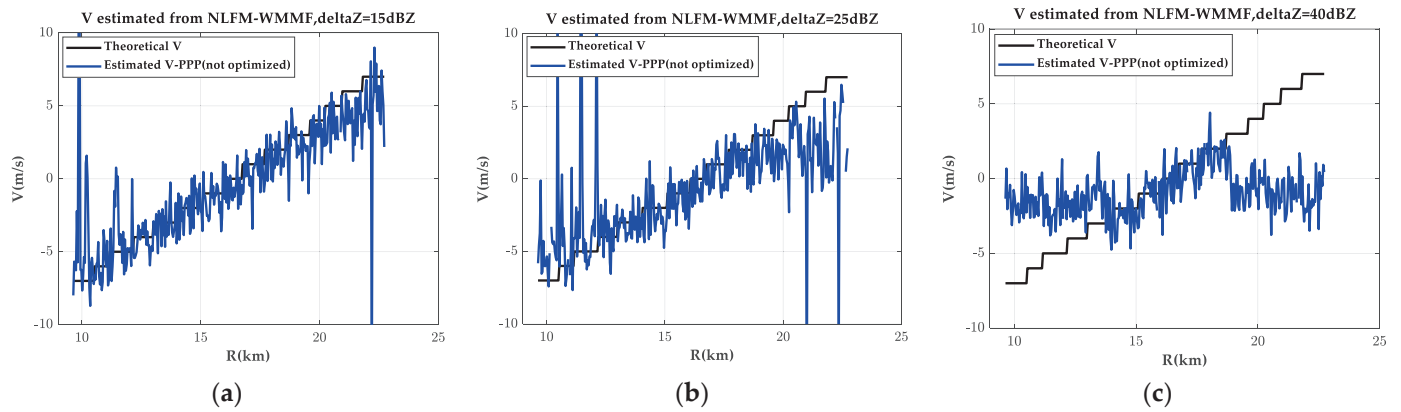 V estimated from NLFM-WMMF,deltaZ=15dBZ
10
5
0
-5
-10
V(m/s)
Theoretical V
Estimated V-PPP(not optimized)
10
15
20
25
R(km)
(a)
V estimated from NLFM-WMMF,deltaZ=25dBZ
10
5
0
-5
-10
V(m/s)
Theoretical V
Estimated V-PPP(not optimized)
10
15
20
25
R(km)
(b)
V estimated from NLFM-WMMF,deltaZ=40dBZ
10
5
0
-5
-10
V(m/s)
Theoretical V
Estimated V-PPP(not optimized)
10
15
20
25
R(km)
(c)